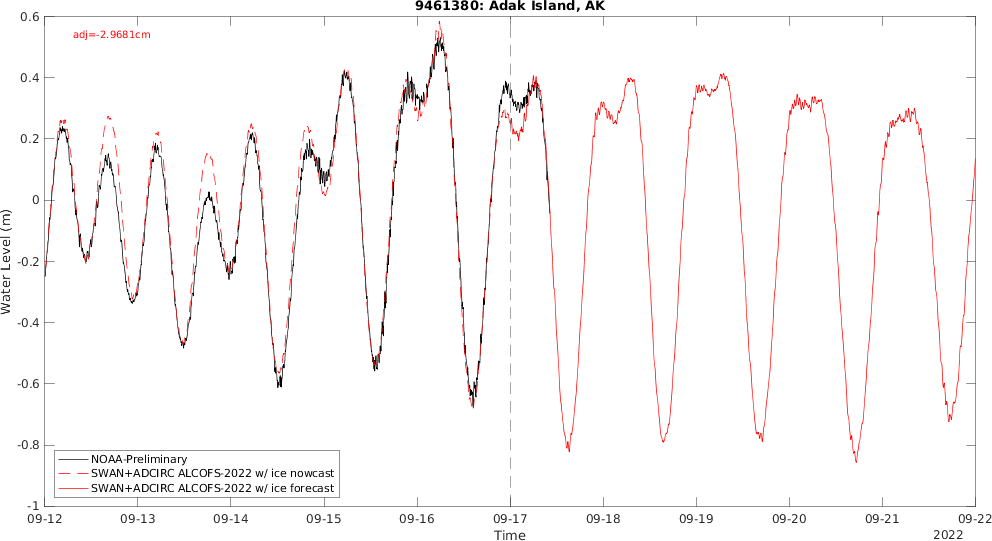 9461380: Adak Island, AK
adj=-2.9681cm
Water Level (m)
0.6
0.4
0.2
0
-0.2
-0.4
-0.6
-0.8
-1
NOAA-Preliminary
SWAN+ADCIRC ALCOFS-2022 w/ ice nowcast
SWAN+ADCIRC ALCOFS-2022 w/ ice forecast
09-12 09-13 09-14 09-15 09-16 09-17 09-18 09-19 09-20 09-21 09-22
Time
2022